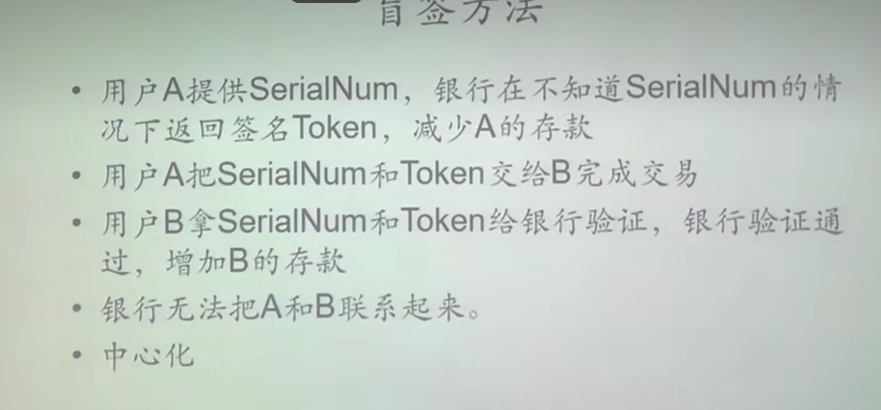 盲签方法
• 用户A提供SerialNum，银行在不知道SerialNum的情
况下返回签名Token，减少A的存款
• 用户A把SerialNum和Token交给B完成交易
• 用户B拿SerialNum和Token给银行验证，银行验证通
过，增加B的存款
• 银行无法把A和B联系起来。
• 中心化